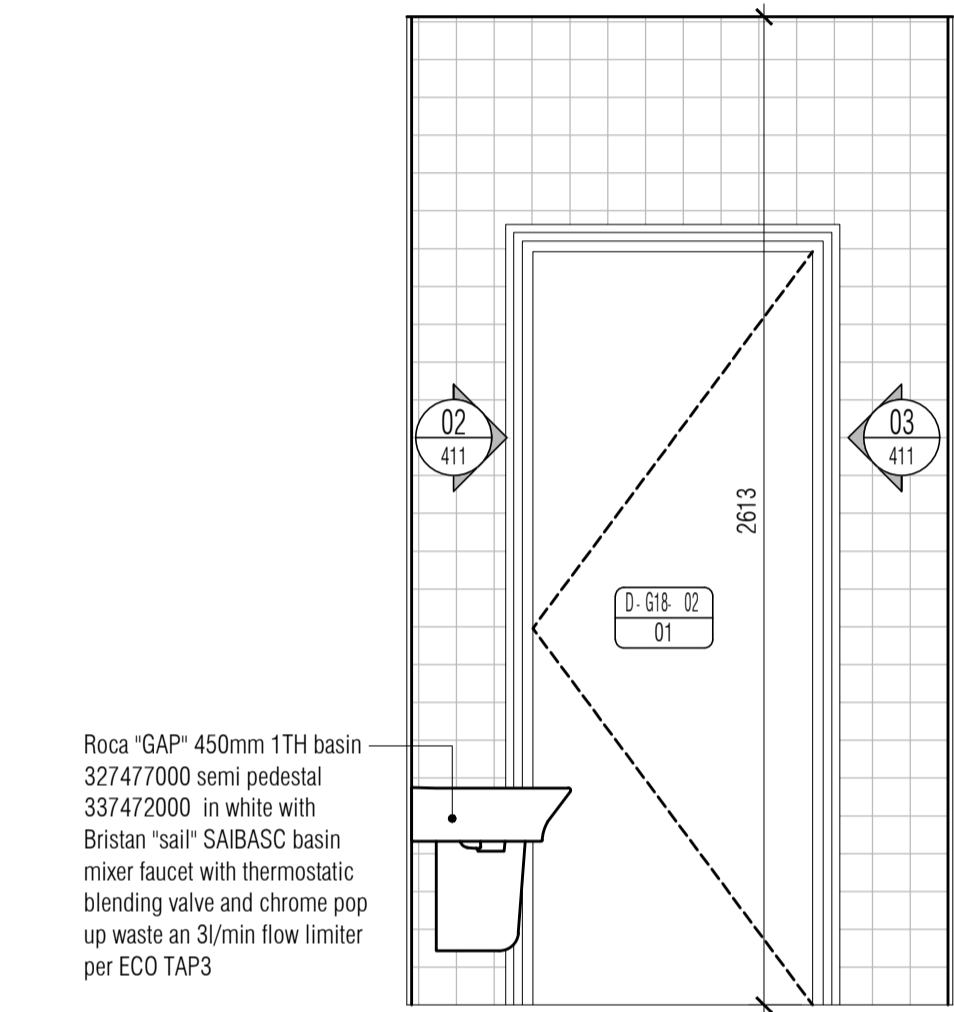 02
411
03
411
2613
D- G18- 02
01
Roca "GAP" 450mm 1TH basin
327477000 semi pedestal
337472000 in white with
Bristan "sail" SAIBASC basin
mixer faucet with thermostatic
blending valve and chrome pop
up waste an 3l/min flow limiter
per ECO TAP3